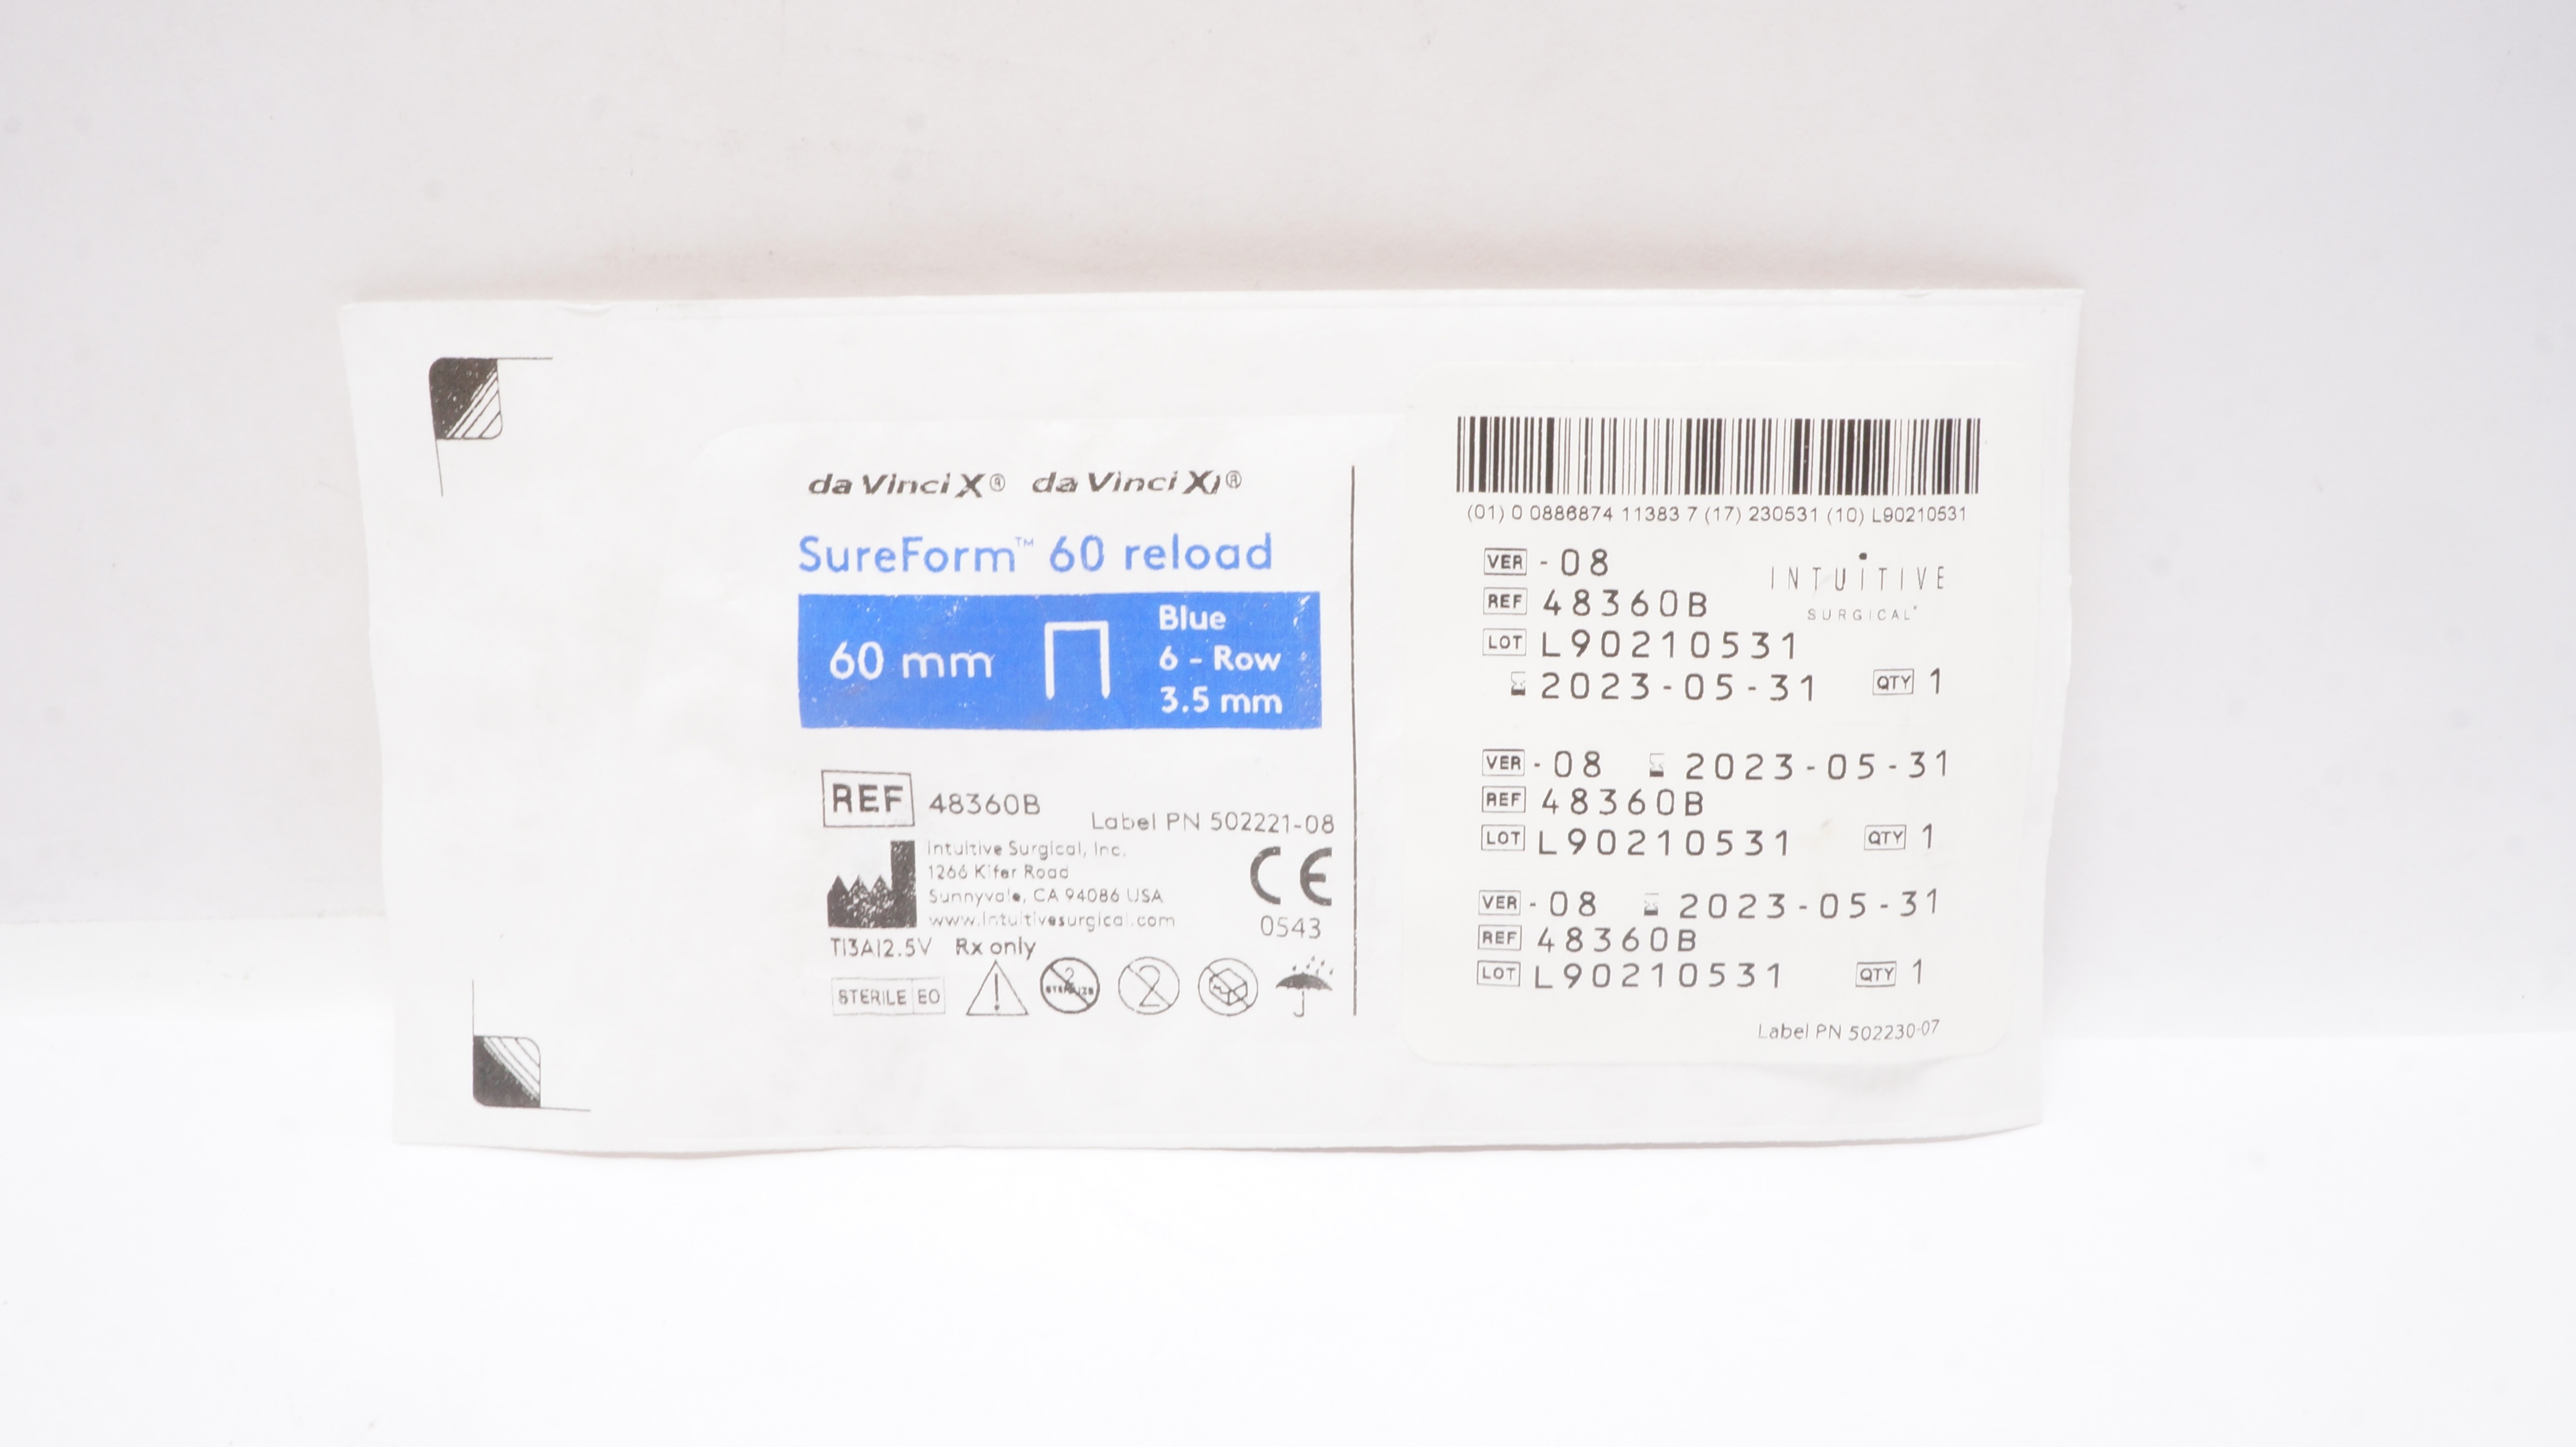 da Vinci X® da Vinci Xi®
SureForm™ 60 reload
60 mm
Blue
6 - Row
3.5 mm
REF 48360B
Label PN 502221-08
Intuitive Surgical, Inc.
1266 Kifer Road
Sunnyvale, CA 94086 USA
www.intuitivesurgical.com
CE
0543
Ti3Al2.5V Rx only
STERILE EO
2 STERILIZE
2
(01) 0 0886874 11383 7 (17) 230531 (10) L90210531
VER -08
INTUITIVE
SURGICAL®
REF 48360B
LOT L90210531
2023-05-31 QTY 1
VER -08 2023-05-31
REF 48360B
LOT L90210531 QTY 1
VER -08 2023-05-31
REF 48360B
LOT L90210531 QTY 1
Label PN 502230-07